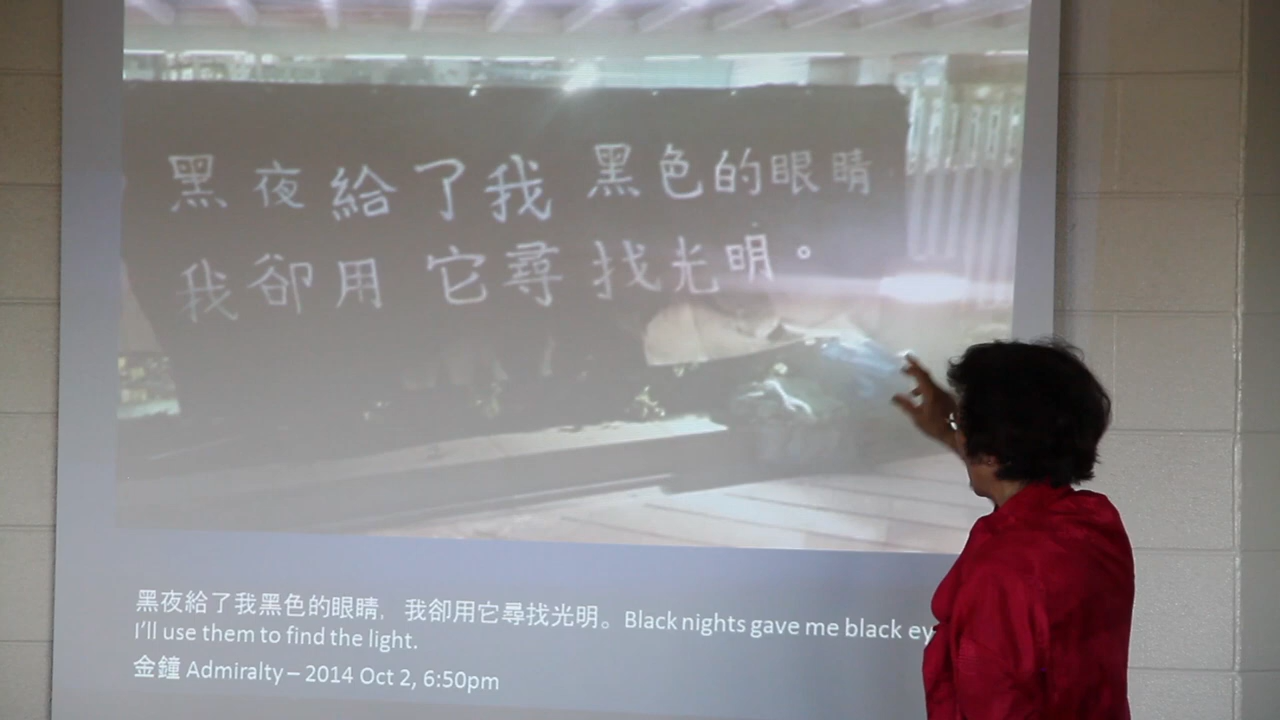 黑夜給了我黑色的眼睛
我卻用它尋找光明。
黑夜給了我黑色的眼睛，我卻用它尋找光明。Black nights gave me black ey
I'll use them to find the light.
金鐘 Admiralty – 2014 Oct 2, 6:50pm